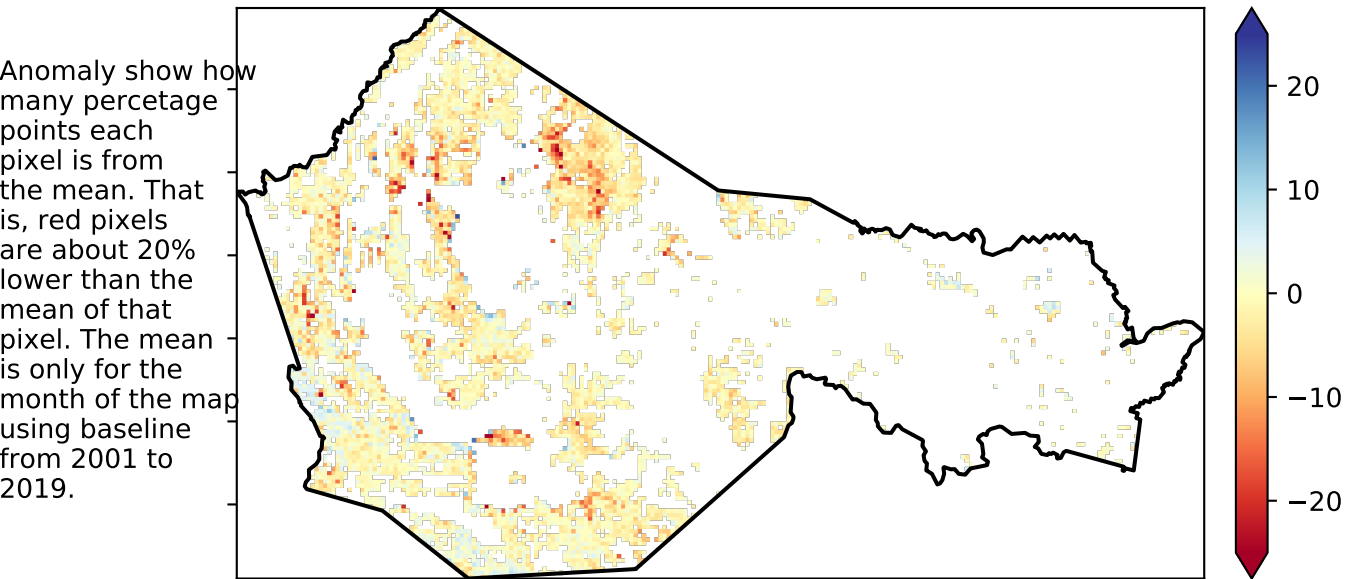 Anomaly show how
many percetage
points each
pixel is from
the mean. That
is, red pixels
are about 20%
lower than the
mean of that
pixel. The mean
is only for the
month of the map
using baseline
from 2001 to
2019.
20
10
0
−10
−20